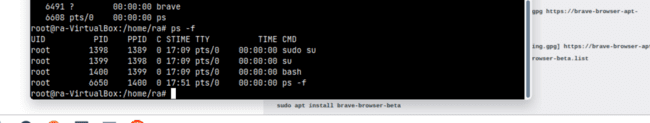 6491 ?        00:00:00 brave
6608 pts/0    00:00:00 ps
root@ra-VirtualBox:/home/ra# ps -f
UID          PID    PPID  C STIME TTY          TIME CMD
root        1398    1389  0 17:09 pts/0    00:00:00 sudo su
root        1399    1398  0 17:09 pts/0    00:00:00 su
root        1400    1399  0 17:09 pts/0    00:00:00 bash
root        6650    1400  0 17:51 pts/0    00:00:00 ps -f
root@ra-VirtualBox:/home/ra#
gpg https://brave-browser-apt-
ing.gpg] https://brave-browser-apt
rowser-beta.list
sudo apt install brave-browser-beta